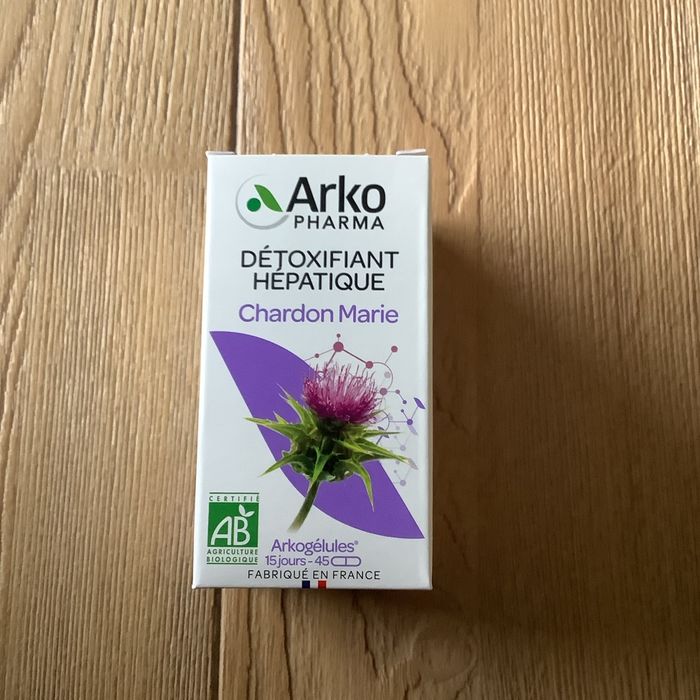 Arko
PHARMA
DÉTOXIFIANT
HÉPATIQUE
Chardon Marie
CERTIFIÉ
AB
AGRICULTURE
BIOLOGIQUE
Arkogélules®
15 jours - 45
FABRIQUÉ EN FRANCE